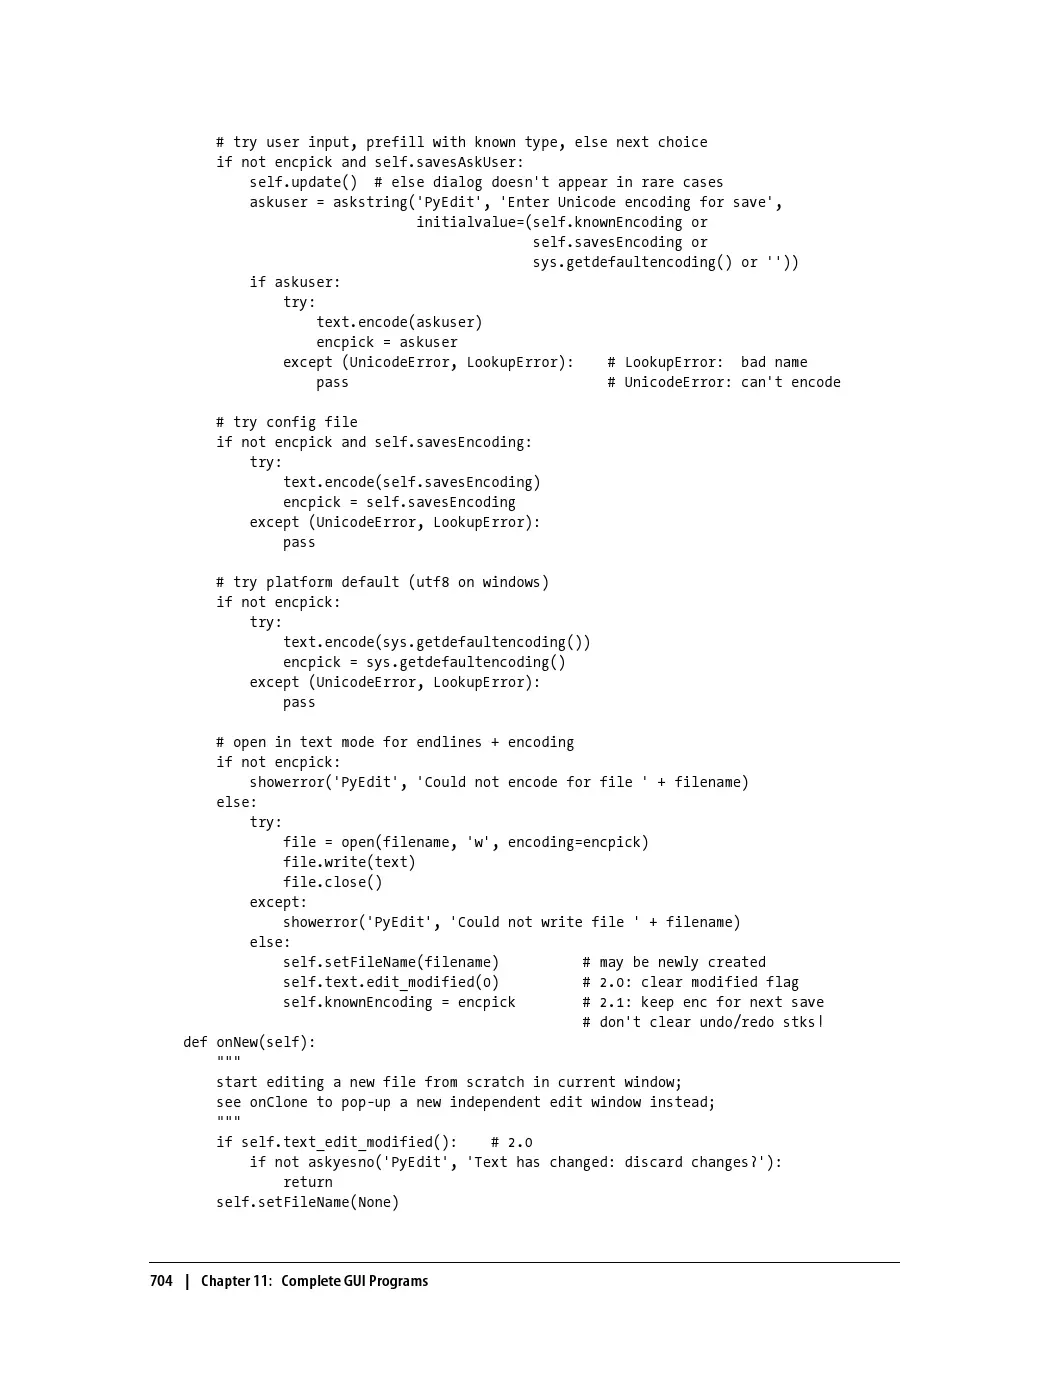 # try user input, prefill with known type, else next choice
        if not encpick and self.savesAskUser:
            self.update()  # else dialog doesn't appear in rare cases
            askuser = askstring('PyEdit', 'Enter Unicode encoding for save',
                                initialvalue=(self.knownEncoding or
                                              self.savesEncoding or
                                              sys.getdefaultencoding() or ''))
            if askuser:
                try:
                    text.encode(askuser)
                    encpick = askuser
                except (UnicodeError, LookupError):    # LookupError:  bad name
                    pass                               # UnicodeError: can't encode

        # try config file
        if not encpick and self.savesEncoding:
            try:
                text.encode(self.savesEncoding)
                encpick = self.savesEncoding
            except (UnicodeError, LookupError):
                pass

        # try platform default (utf8 on windows)
        if not encpick:
            try:
                text.encode(sys.getdefaultencoding())
                encpick = sys.getdefaultencoding()
            except (UnicodeError, LookupError):
                pass

        # open in text mode for endlines + encoding
        if not encpick:
            showerror('PyEdit', 'Could not encode for file ' + filename)
        else:
            try:
                file = open(filename, 'w', encoding=encpick)
                file.write(text)
                file.close()
            except:
                showerror('PyEdit', 'Could not write file ' + filename)
            else:
                self.setFileName(filename)          # may be newly created
                self.text.edit_modified(0)          # 2.0: clear modified flag
                self.knownEncoding = encpick        # 2.1: keep enc for next save
                                                    # don't clear undo/redo stks!
    def onNew(self):
        """
        start editing a new file from scratch in current window;
        see onClone to pop-up a new independent edit window instead;
        """
        if self.text_edit_modified():    # 2.0
            if not askyesno('PyEdit', 'Text has changed: discard changes?'):
                return
        self.setFileName(None)

704 | Chapter 11: Complete GUI Programs